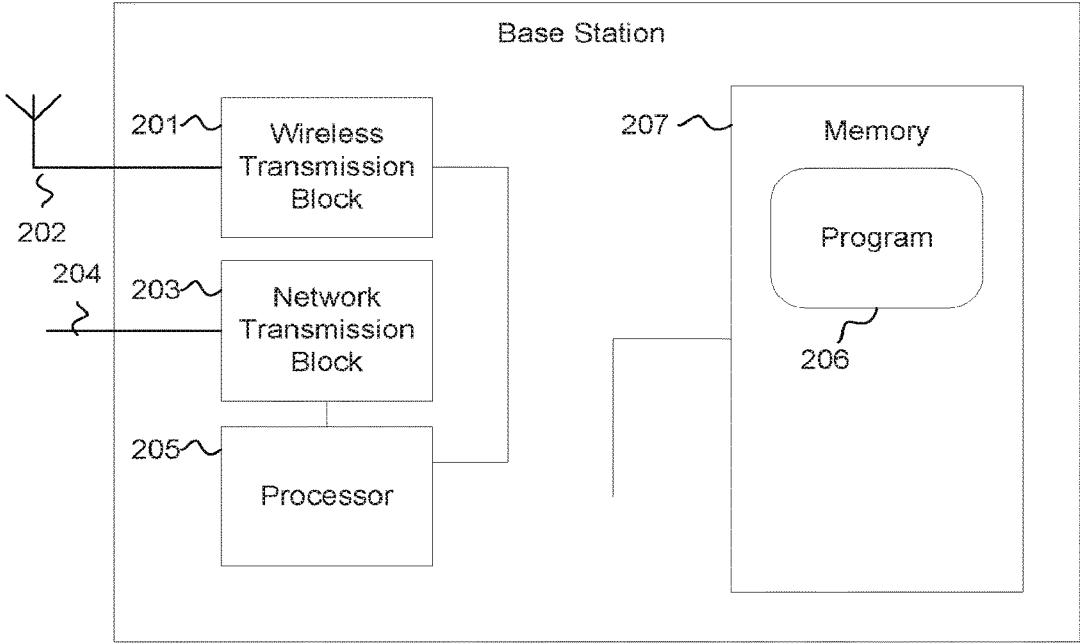 Base Station
201
Wireless
Transmission
Block
202
204
203
Network
Transmission
Block
205
Processor
207
Memory
Program
206